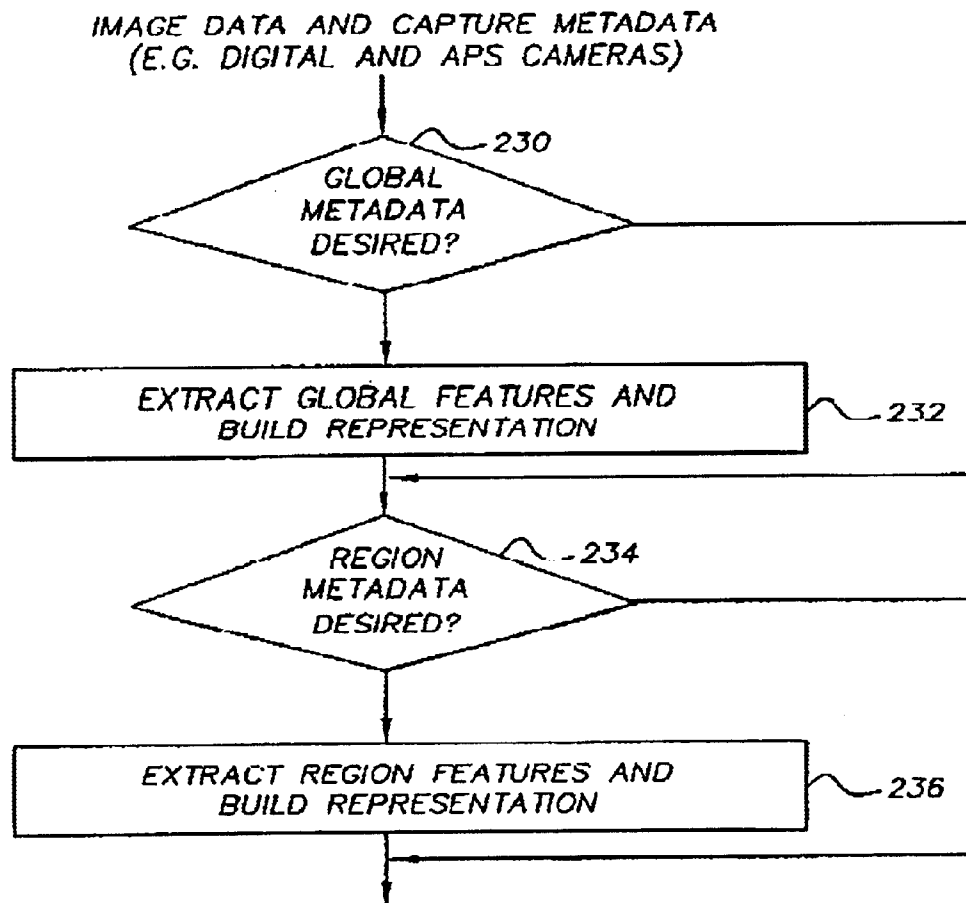 IMAGE DATA AND CAPTURE METADATA
(E.G. DIGITAL AND APS CAMERAS)
230
GLOBAL
METADATA
DESIRED?
EXTRACT GLOBAL FEATURES AND
BUILD REPRESENTATION
232
234
REGION
METADATA
DESIRED?
EXTRACT REGION FEATURES AND
BUILD REPRESENTATION
236